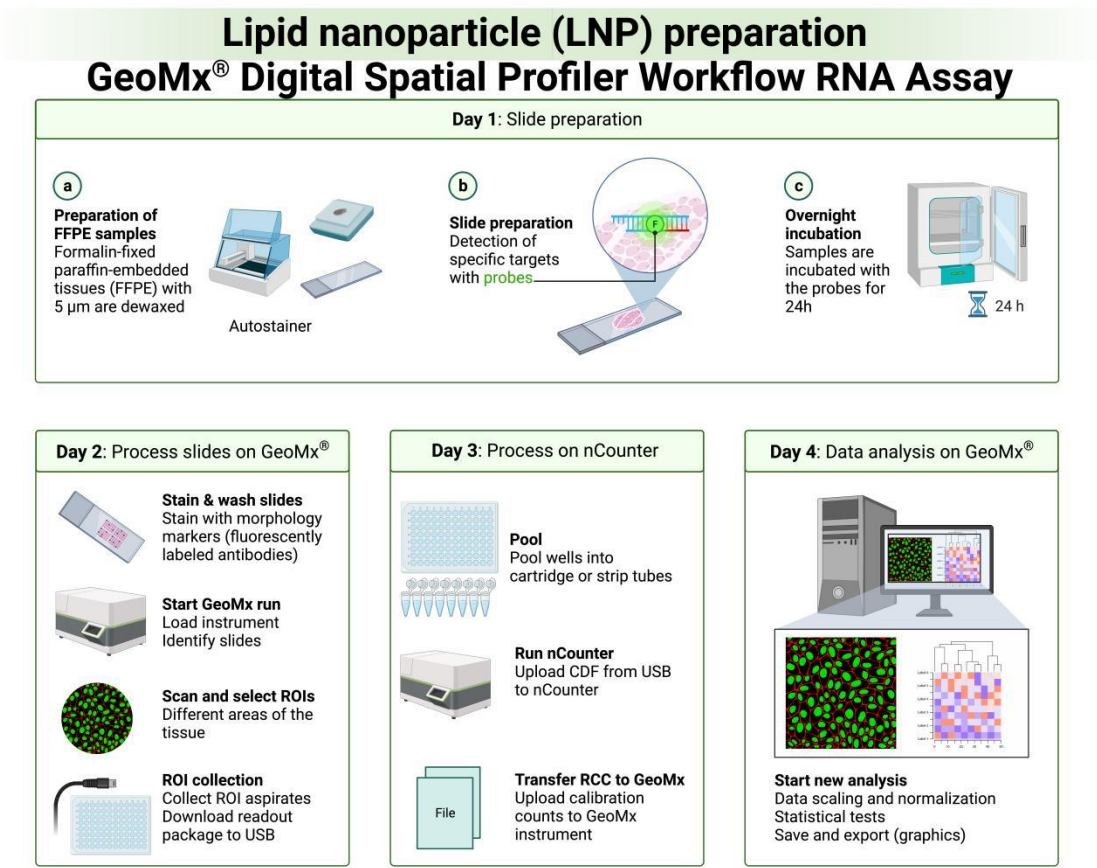 Lipid nanoparticle (LNP) preparation
GeoMx® Digital Spatial Profiler Workflow RNA Assay
Day 1: Slide preparation
a
Preparation of
FFPE samples
Formalin-fixed
paraffin-embedded
tissues (FFPE) with
5 µm are dewaxed
Autostainer
b
Slide preparation
Detection of
specific targets
with probes
F
c
Overnight
incubation
Samples are
incubated with
the probes for
24h
24 h
Day 2: Process slides on GeoMx®
Stain & wash slides
Stain with morphology
markers (fluorescently
labeled antibodies)
Start GeoMx run
Load instrument
Identify slides
Scan and select ROIs
Different areas of the
tissue
ROI collection
Collect ROI aspirates
Download readout
package to USB
Day 3: Process on nCounter
Pool
Pool wells into
cartridge or strip tubes
Run nCounter
Upload CDF from USB
to nCounter
File
Transfer RCC to GeoMx
Upload calibration
counts to GeoMx
instrument
Day 4: Data analysis on GeoMx®
Start new analysis
Data scaling and normalization
Statistical tests
Save and export (graphics)